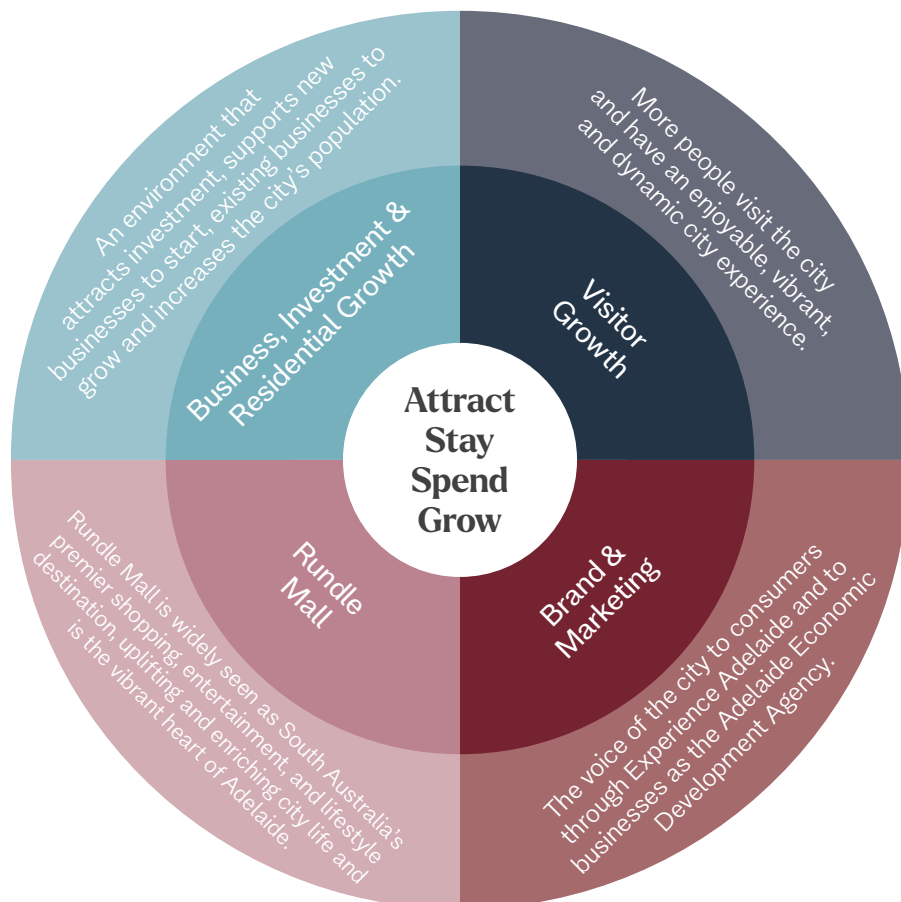 An environment that
attracts investment, supports new
businesses to start, existing businesses to
grow and increases the city's population.
Business, Investment &
Residential Growth
More people visit the city
and have an enjoyable, vibrant,
and dynamic city experience.
Visitor
Growth
Attract
Stay
Spend
Grow
Rundle
Mall
Rundle Mall is widely seen as South Australia's
premier shopping, entertainment, and lifestyle
destination, uplifting and enriching city life and
is the vibrant heart of Adelaide.
Brand &
Marketing
The voice of the city to consumers
through Experience Adelaide and to
businesses as the Adelaide Economic
Development Agency.